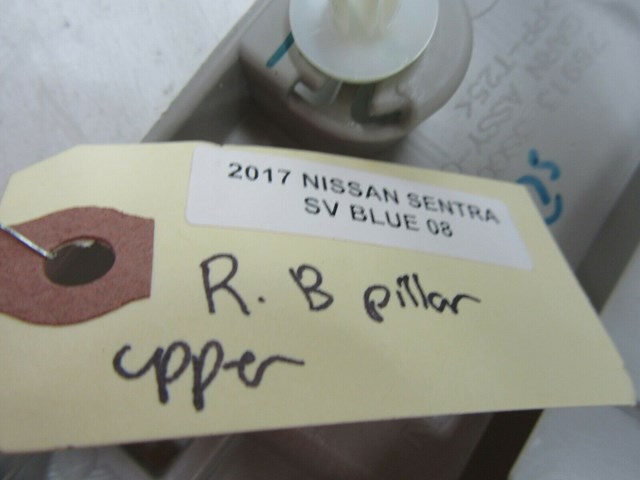 2017 NISSAN SENTRA
SV BLUE 08
R. B pillar
upper